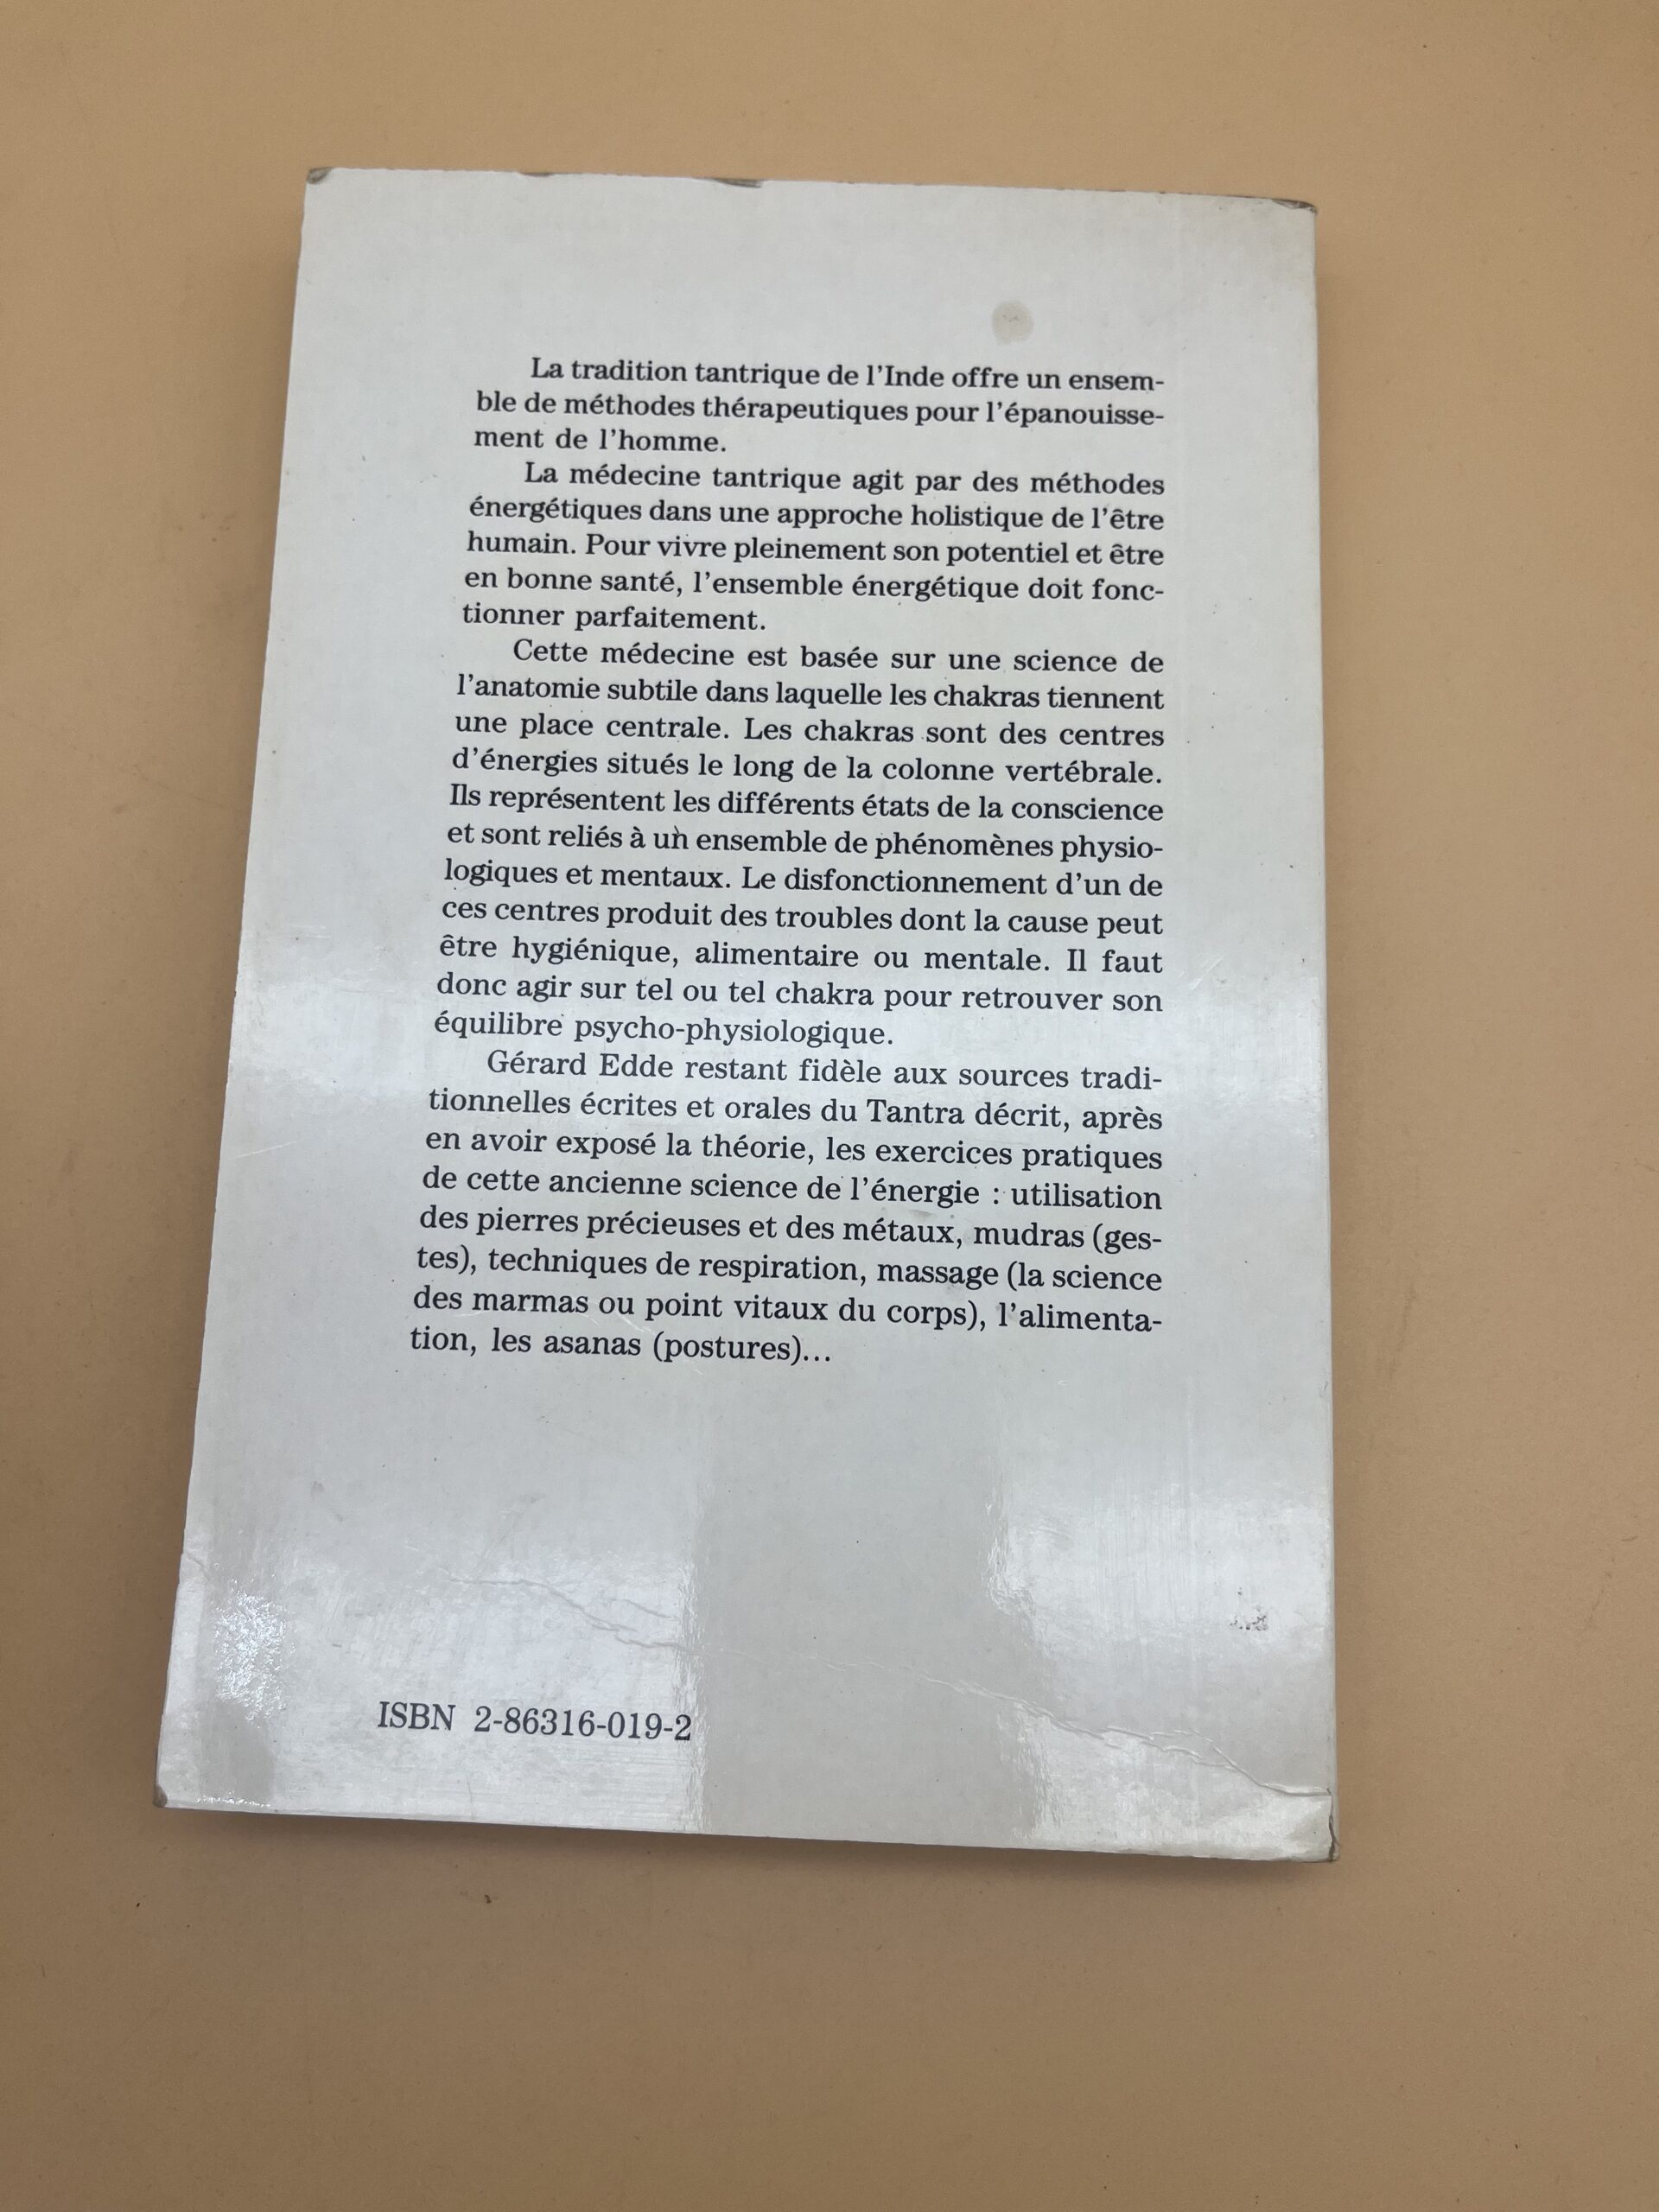 La tradition tantrique de l'Inde offre un ensem-
ble de méthodes thérapeutiques pour l'épanouisse-
ment de l'homme.
La médecine tantrique agit par des méthodes
énergétiques dans une approche holistique de l'être
humain. Pour vivre pleinement son potentiel et être
en bonne santé, l'ensemble énergétique doit fonc-
tionner parfaitement.
Cette médecine est basée sur une science de
l'anatomie subtile dans laquelle les chakras tiennent
une place centrale. Les chakras sont des centres
d'énergies situés le long de la colonne vertébrale.
Ils représentent les différents états de la conscience
et sont reliés à un ensemble de phénomènes physio-
logiques et mentaux. Le disfonctionnement d'un de
ces centres produit des troubles dont la cause peut
être hygiénique, alimentaire ou mentale. Il faut
donc agir sur tel ou tel chakra pour retrouver son
équilibre psycho-physiologique.
Gérard Edde restant fidèle aux sources tradi-
tionnelles écrites et orales du Tantra décrit, après
en avoir exposé la théorie, les exercices pratiques
de cette ancienne science de l'énergie : utilisation
des pierres précieuses et des métaux, mudras (ges-
tes), techniques de respiration, massage (la science
des marmas ou point vitaux du corps), l'alimenta-
tion, les asanas (postures)...
ISBN 2-86316-019-2